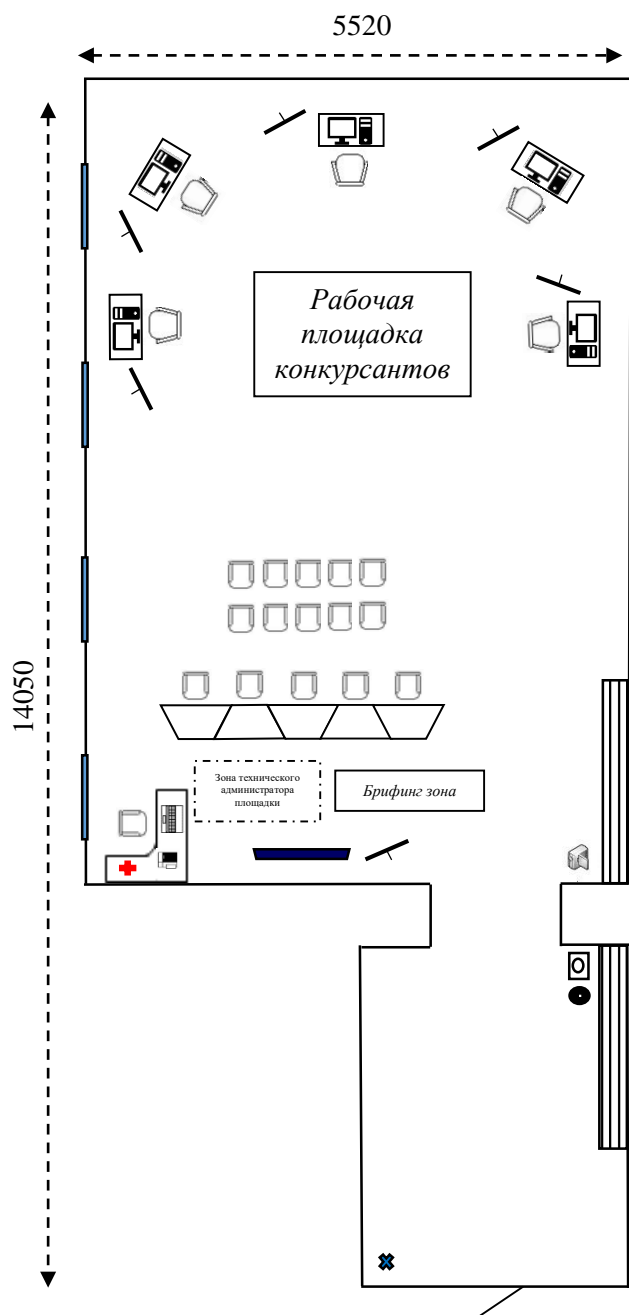 5520
Рабочая
площадка
конкурсантов
14050
Зона технического
администратора
площадки
Брифинг зона